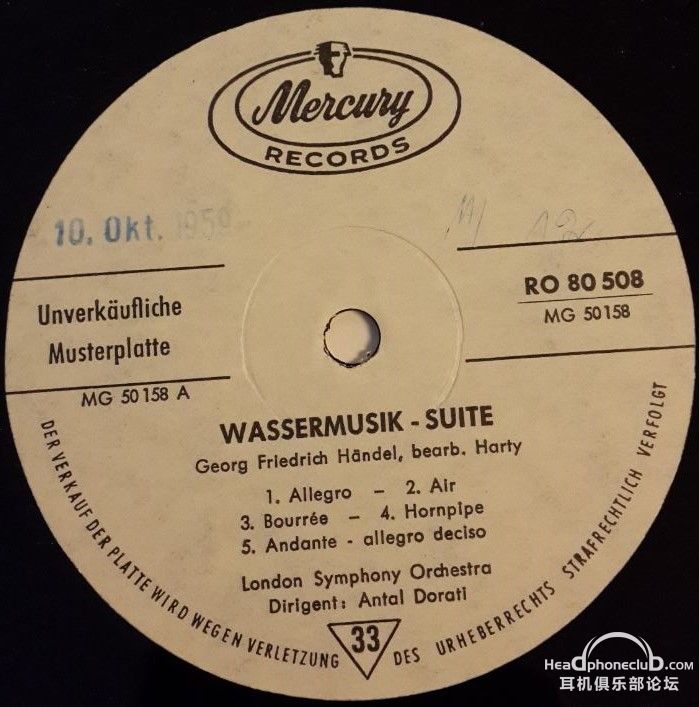 Mercury
RECORDS
10. Okt. 1959
Unverkäufliche
Musterplatte
MG 50158 A
RO 80 508
MG 50158
WASSERMUSIK - SUITE
Georg Friedrich Händel, bearb. Harty
1. Allegro – 2. Air
3. Bourrée – 4. Hornpipe
5. Andante - allegro deciso
London Symphony Orchestra
Dirigent: Antal Dorati
33
DER VERKAUF DER PLATTE WIRD WEGEN VERLETZUNG DES URHEBERRECHTS STRAFRECHTLICH VERFOLGT
Headphoneclub.COM
耳机俱乐部论坛